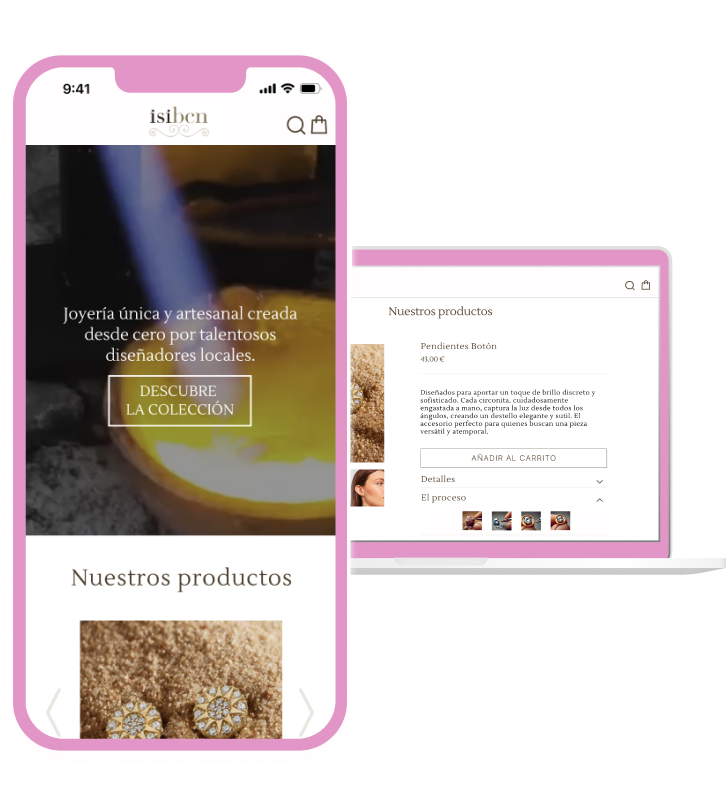 9:41
isibcn
Joyería única y artesanal creada
desde cero por talentosos
diseñadores locales.
DESCUBRE
LA COLECCIÓN
Nuestros productos
Nuestros productos
Pendientes Botón
43,00 €
Diseñados para aportar un toque de brillo discreto y
sofisticado. Cada circonita, cuidadosamente
engastada a mano, captura la luz desde todos los
ángulos, creando un destello elegante y sutil. El
accesorio perfecto para quienes buscan una pieza
versátil y atemporal.
AÑADIR AL CARRITO
Detalles
El proceso